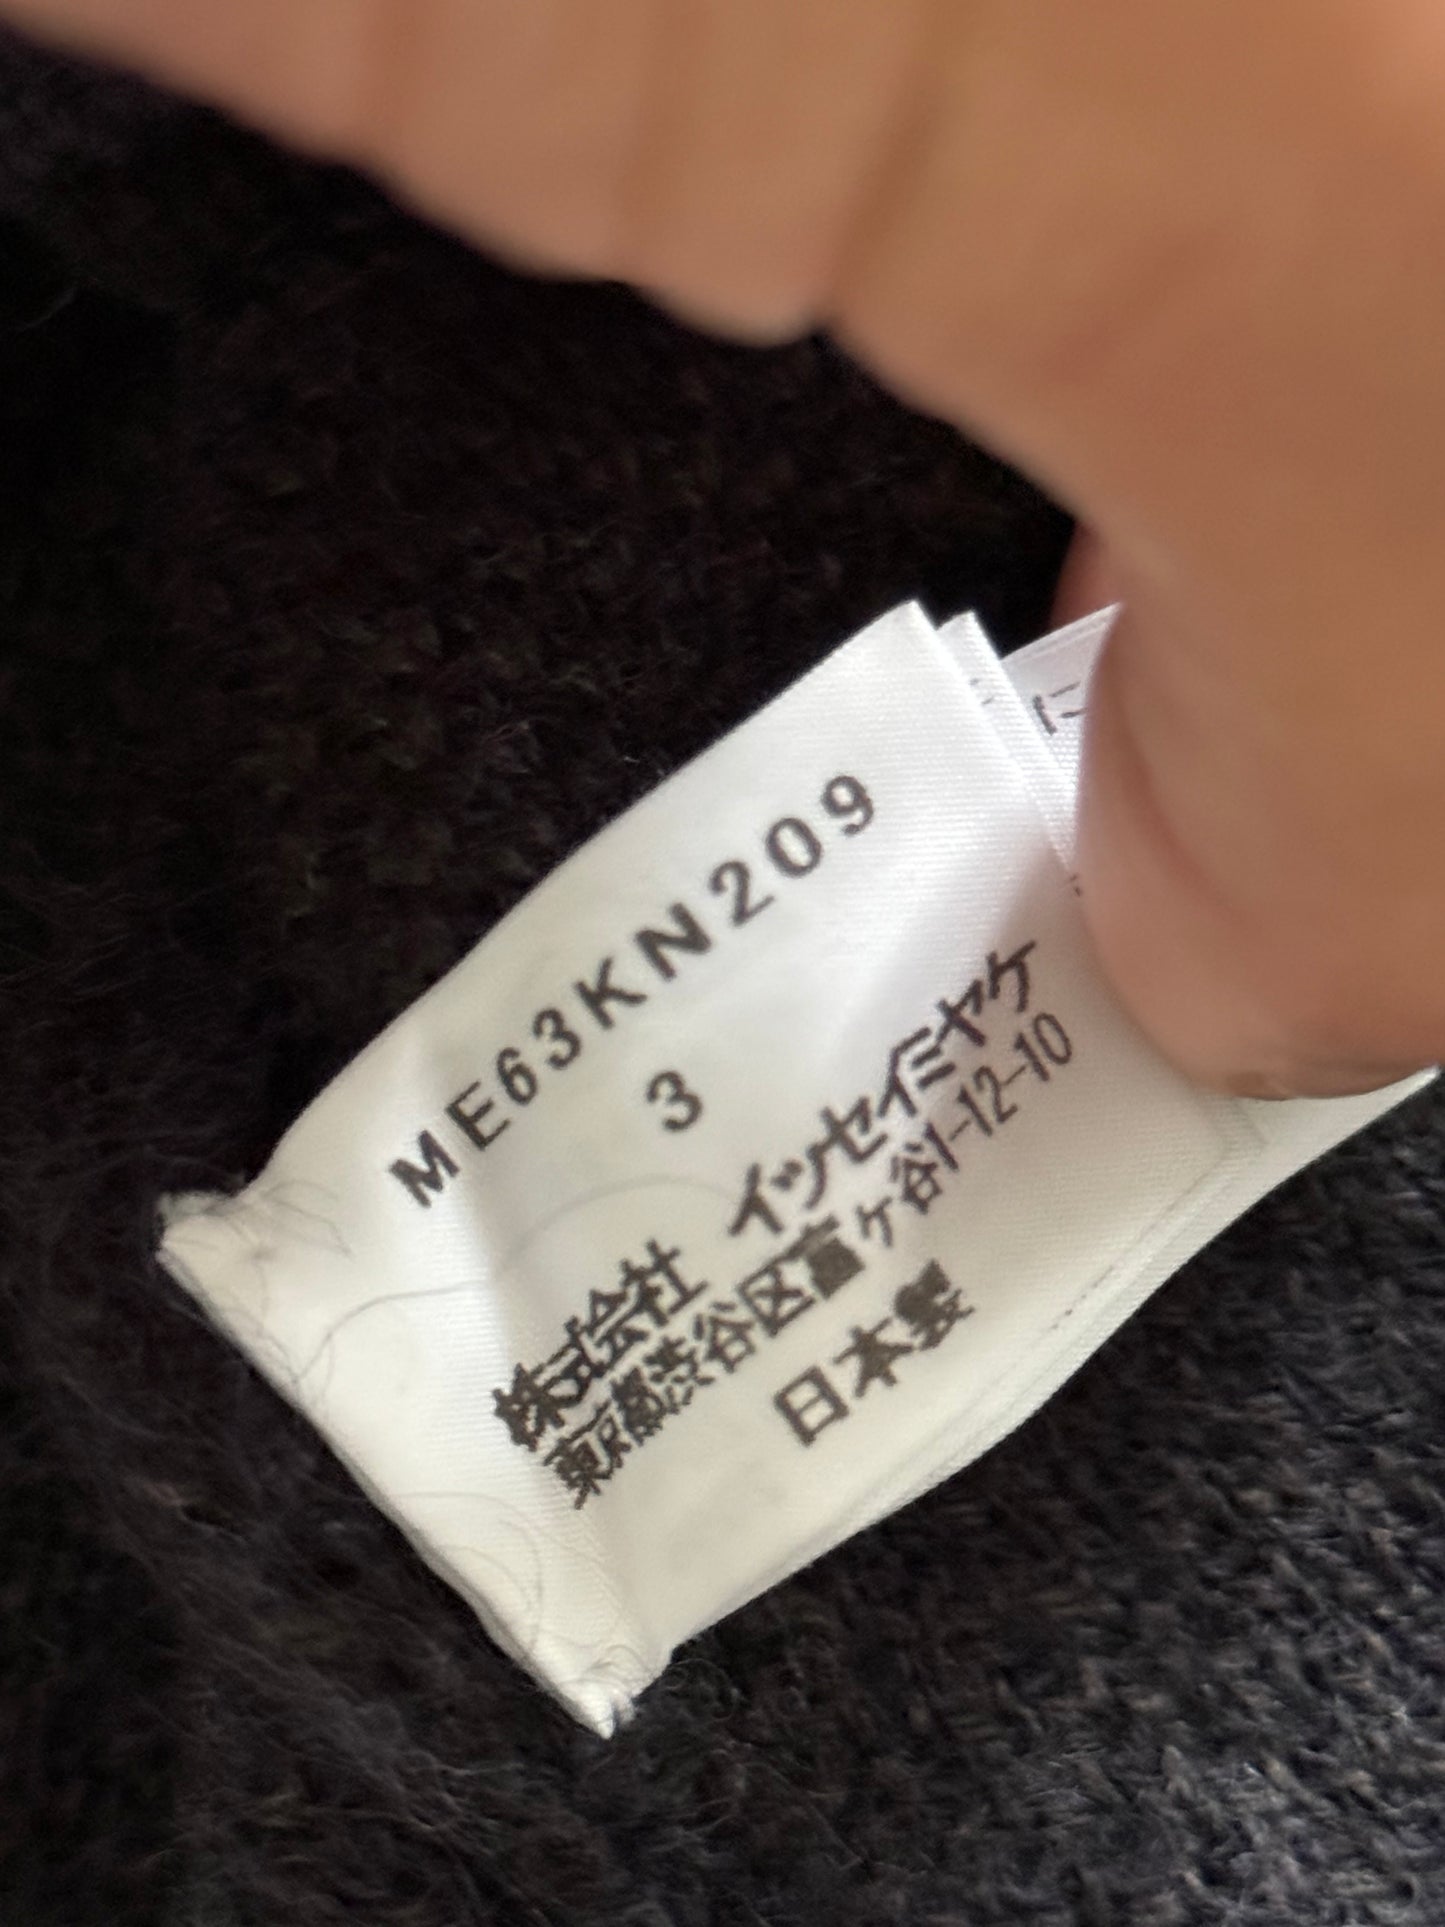 ME63KN209
3
株式会社 イッセイミヤケ
東京都渋谷区富ヶ谷1-12-10
日本製
に